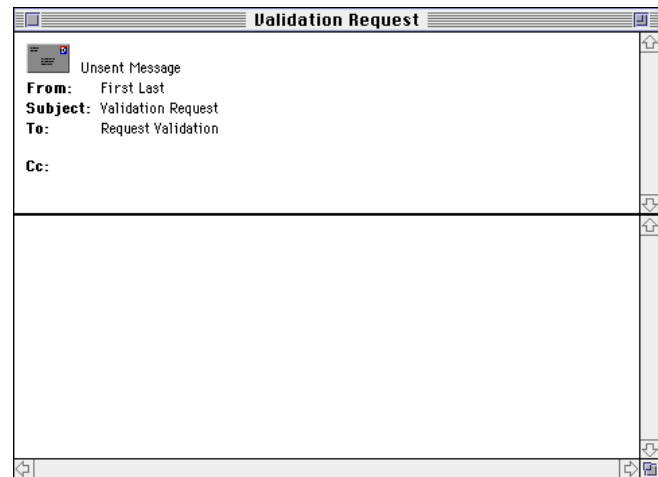 Validation Request
Unsent Message
From: First Last
Subject: Validation Request
To: Request Validation
Cc: